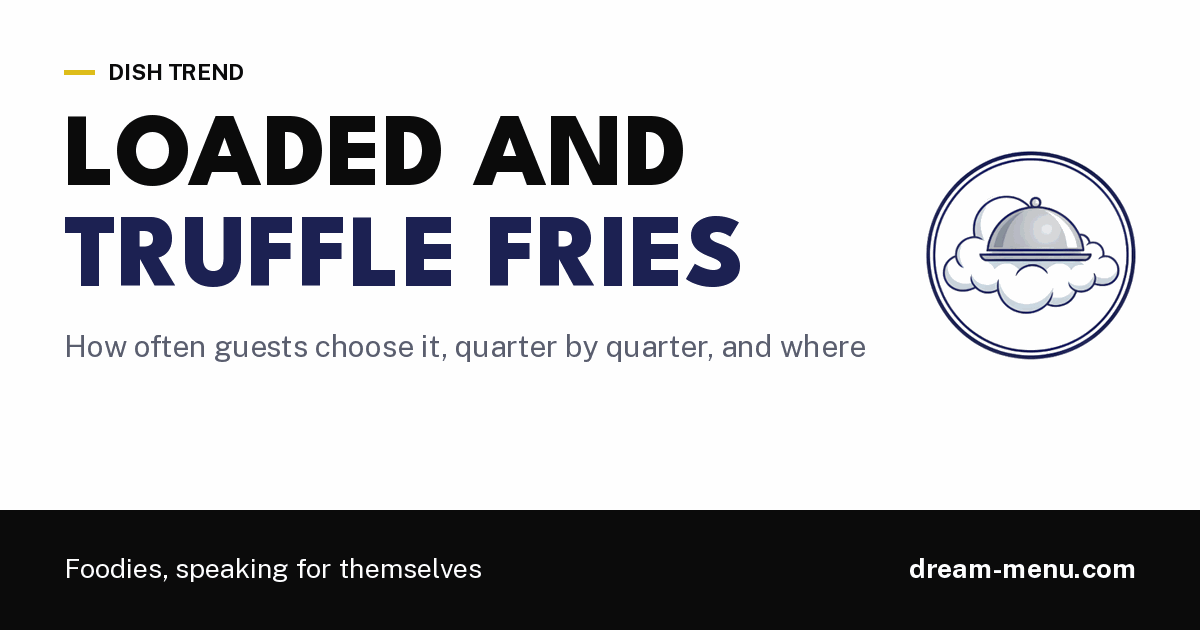 DISH TREND
LOADED AND
TRUFFLE FRIES
How often guests choose it, quarter by quarter, and where
Foodies, speaking for themselves
dream-menu.com